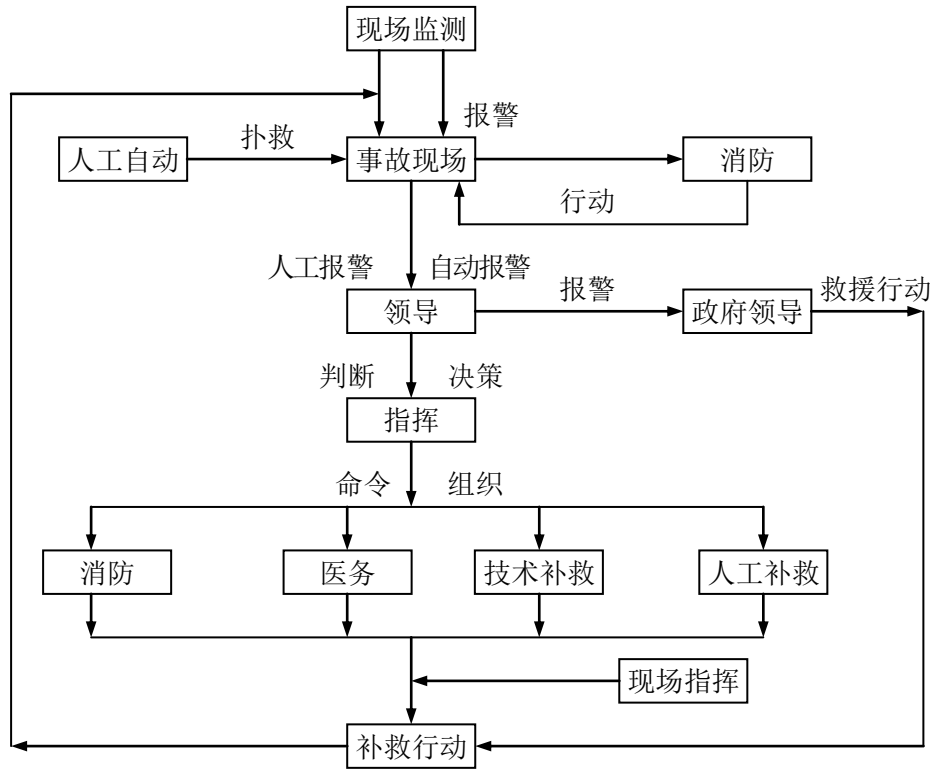 现场监测
报警
扑救
人工自动
事故现场
消防
行动
人工报警
自动报警
报警
救援行动
领导
政府领导
判断
决策
指挥
命令
组织
消防
医务
技术补救
人工补救
现场指挥
补救行动